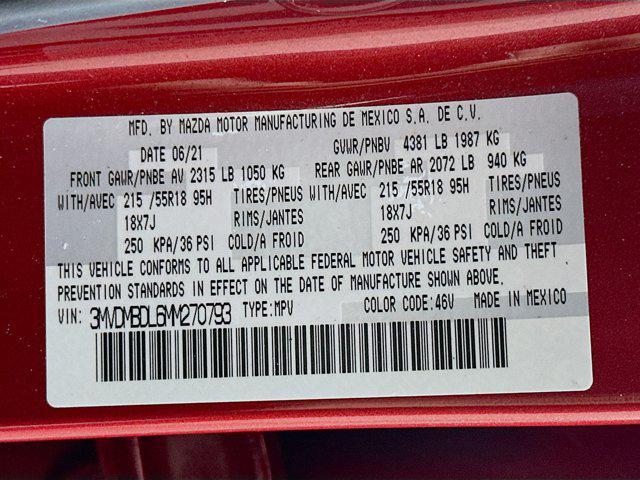 MFD. BY MAZDA MOTOR MANUFACTURING DE MEXICO S.A. DE C.V.
DATE 06/21 GVWR/PNBV 4381 LB 1987 KG
FRONT GAWR/PNBE AV 2315 LB 1050 KG REAR GAWR/PNBE AR 2072 LB 940 KG
WITH/AVEC 215 /55R18 95H TIRES/PNEUS WITH/AVEC 215 /55R18 95H TIRES/PNEUS
18X7J RIMS/JANTES 18X7J RIMS/JANTES
250 KPA/36 PSI COLD/A FROID 250 KPA/36 PSI COLD/A FROID
THIS VEHICLE CONFORMS TO ALL APPLICABLE FEDERAL MOTOR VEHICLE SAFETY AND THEFT
PREVENTION STANDARDS IN EFFECT ON THE DATE OF MANUFACTURE SHOWN ABOVE.
VIN: 3MVDMBDL6MM270793 TYPE:MPV COLOR CODE:46V MADE IN MEXICO